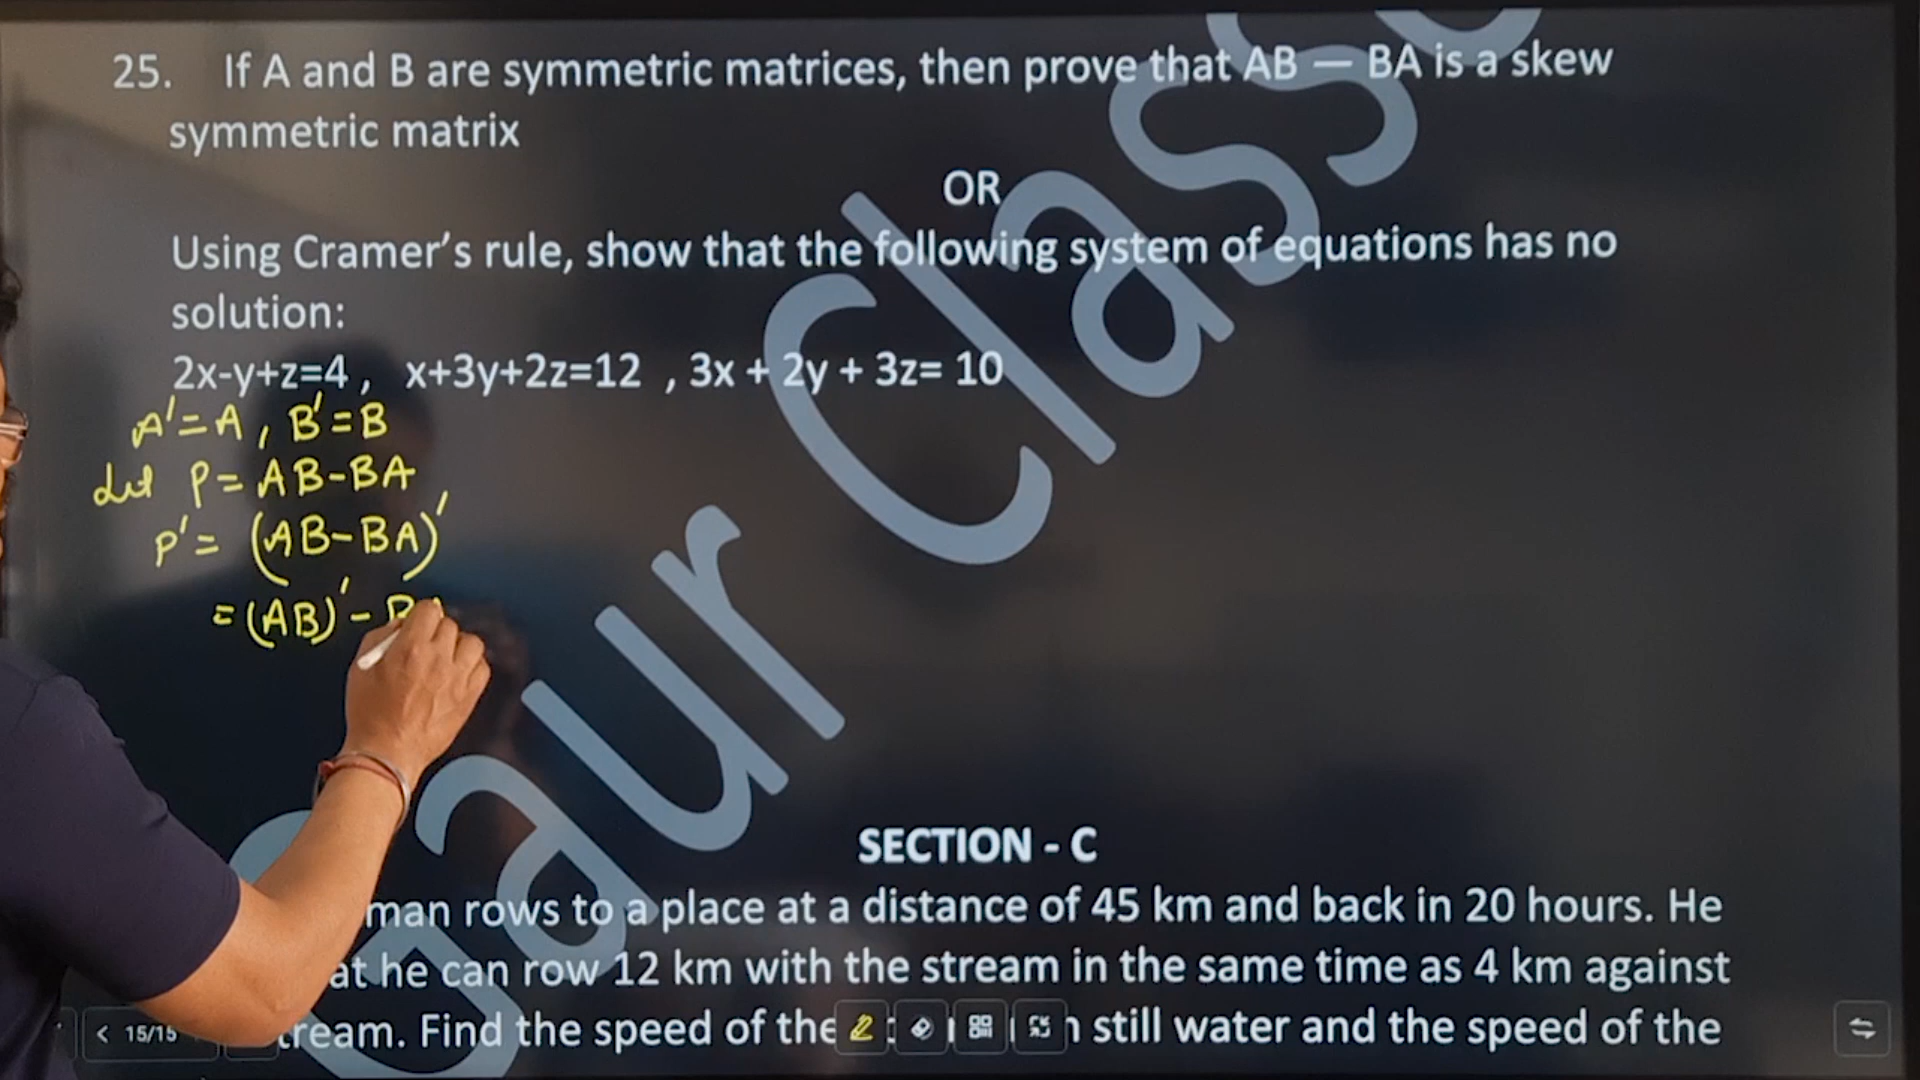 25. If A and B are symmetric matrices, then prove that AB — BA is a skew
symmetric matrix
OR
Using Cramer's rule, show that the following system of equations has no
solution:
2x-y+z=4 , x+3y+2z=12 , 3x + 2y + 3z= 10
A'=A, B'=B
Let P=AB-BA
P'= (AB-BA)'
=(AB)'-
SECTION - C
man rows to a place at a distance of 45 km and back in 20 hours. He
at he can row 12 km with the stream in the same time as 4 km against
ream. Find the speed of the still water and the speed of the
< 15/15
Gaur Classe